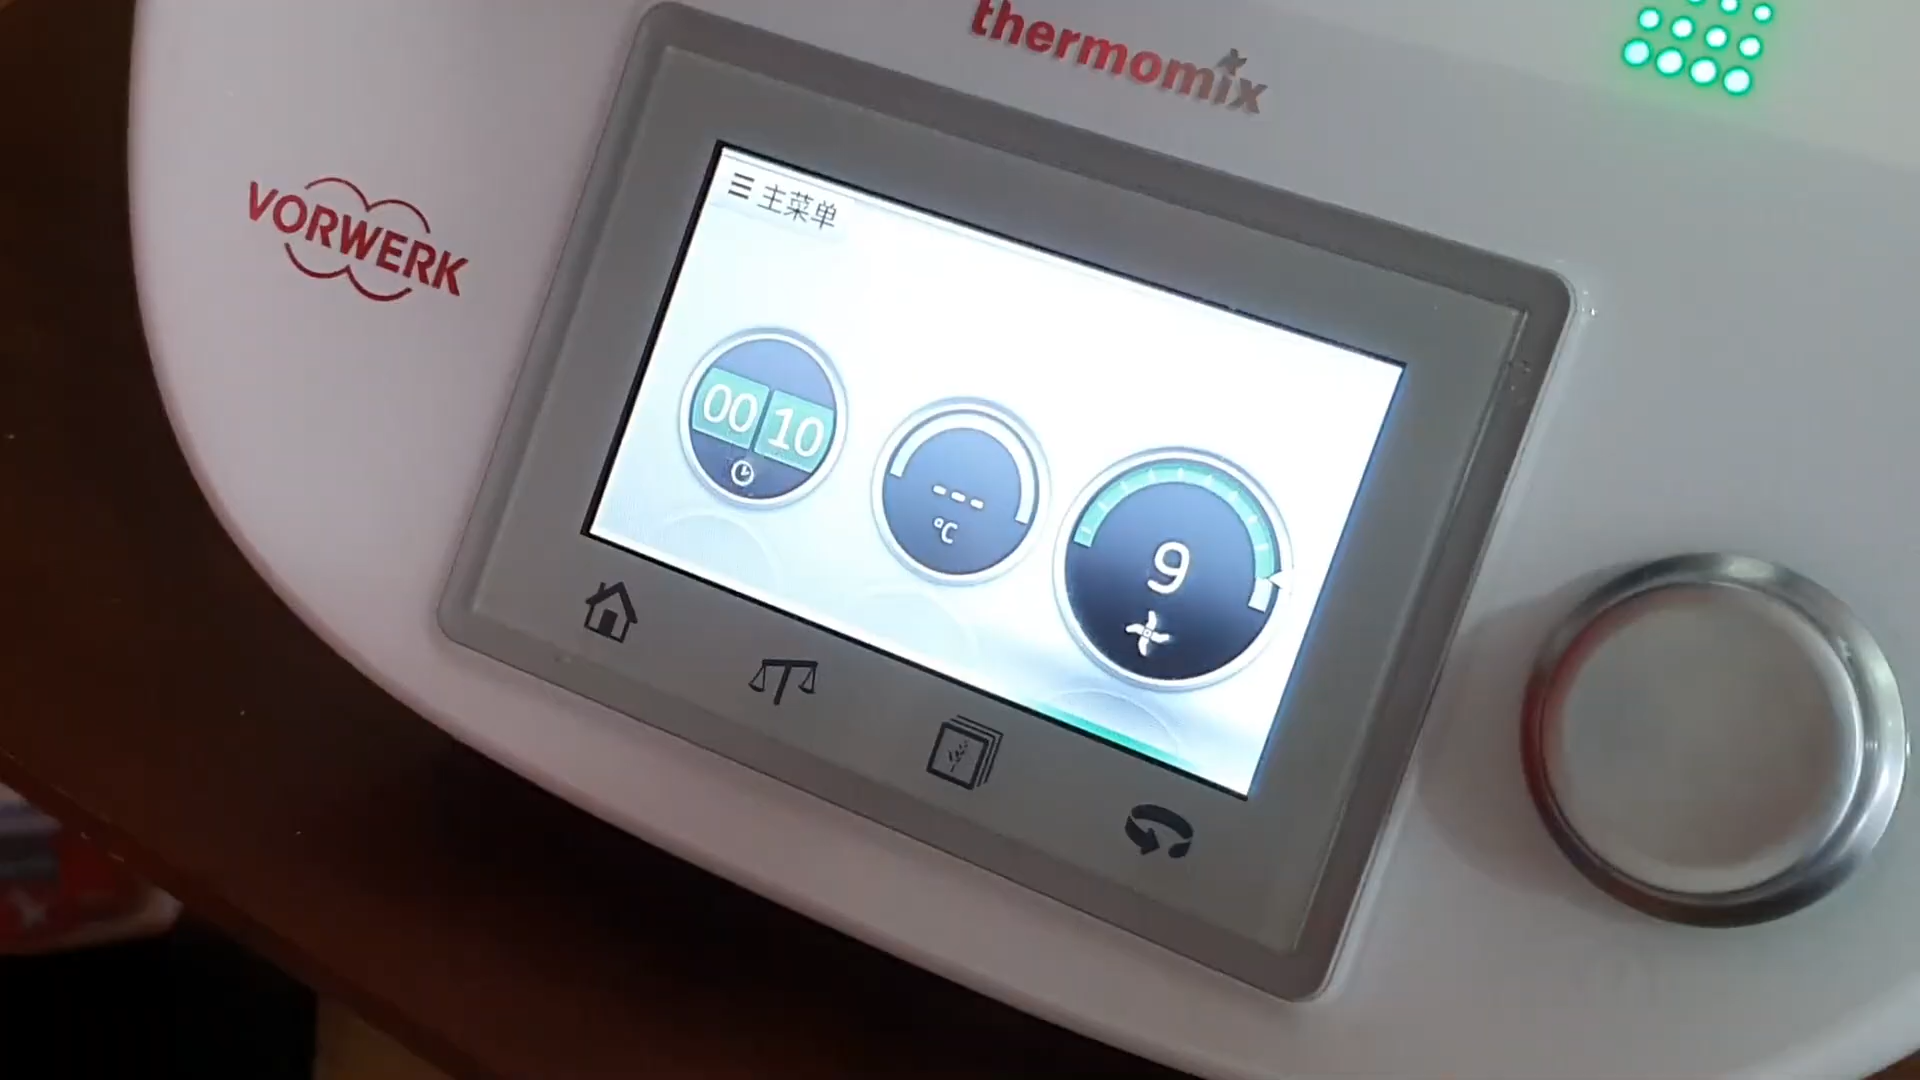 thermomix
VORWERK
主菜单
00 10
---
°C
9